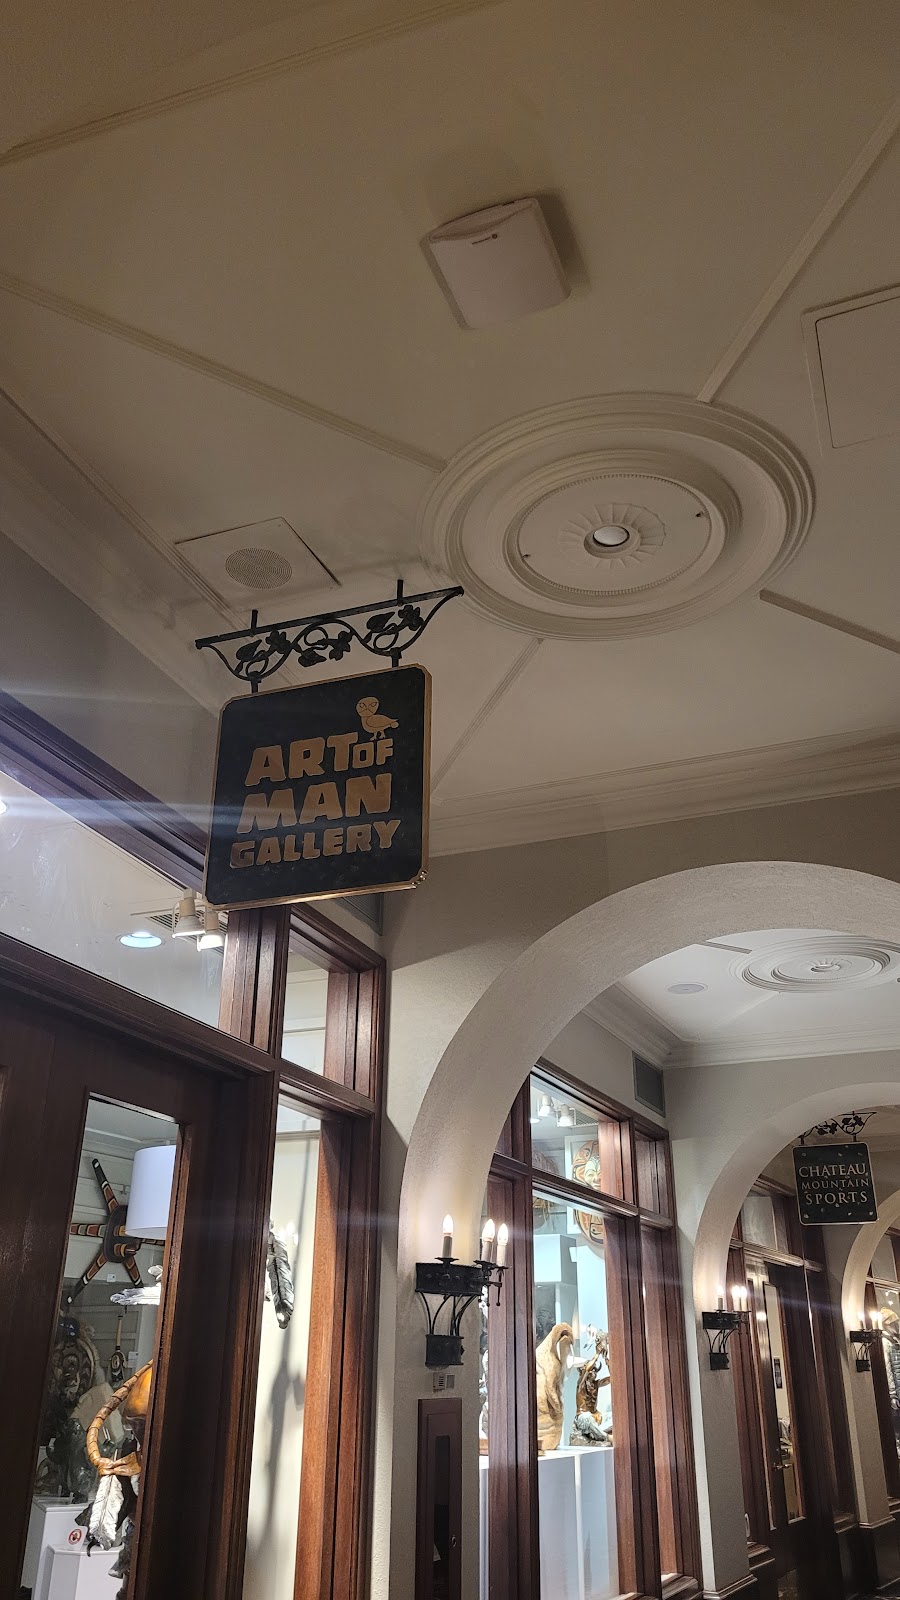 ART OF
MAN
GALLERY
CHATEAU
MOUNTAIN
SPORTS